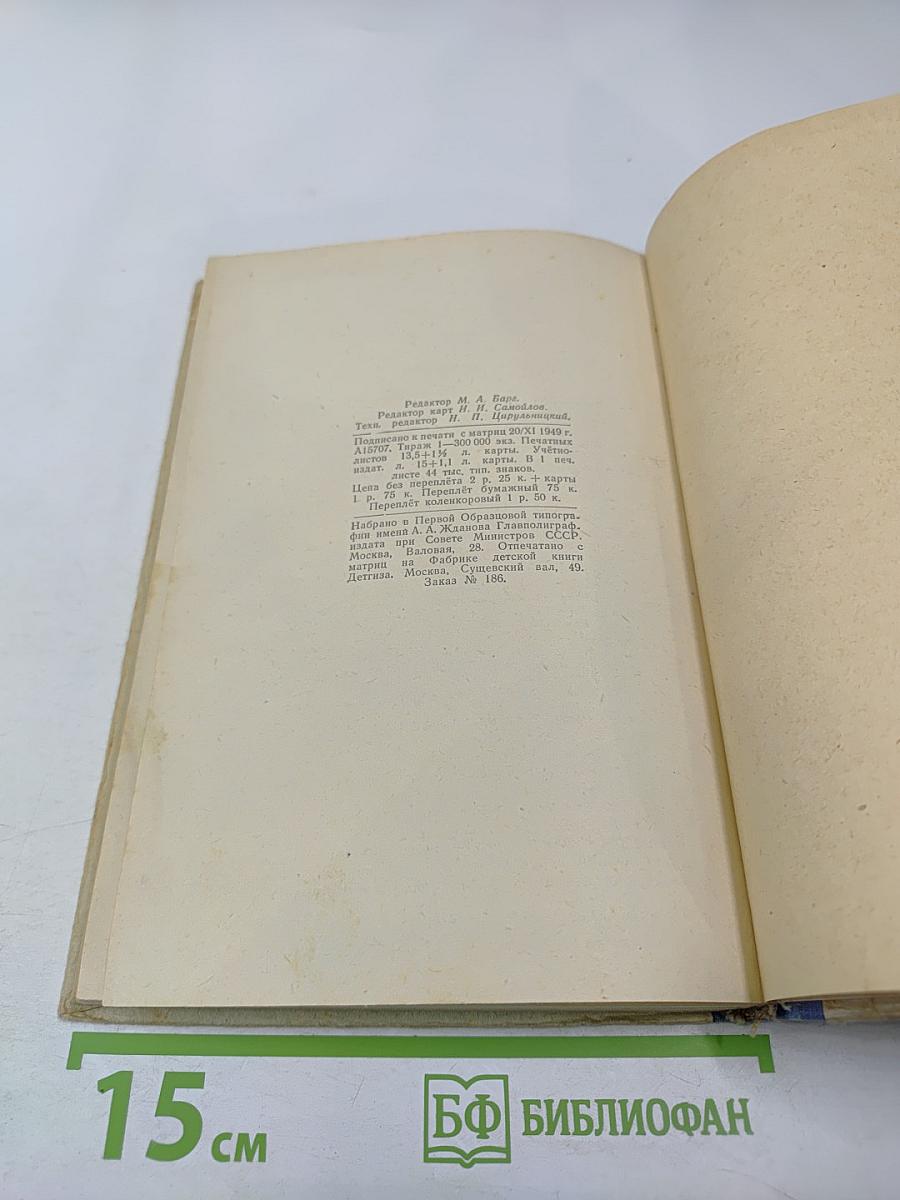 Редактор М. А. Барг.
Редактор карт Н. И. Самойлов.
Техн. редактор Н. П. Цирульницкий.
Подписано к печати с матриц 20/XI 1949 г.
А15707. Тираж 1—300 000 экз. Печатных
листов 13,5+1½ л. карты. Учётно-
издат. л. 15+1,1 л. карты. В 1 печ.
листе 44 тыс. тип. знаков.
Цена без переплёта 2 р. 25 к. + карты
1 р. 75 к. Переплёт бумажный 75 к.
Переплёт коленкоровый 1 р. 50 к.
Набрано в Первой Образцовой типогра-
фии имени А. А. Жданова Главполиграф-
издата при Совете Министров СССР.
Москва, Валовая, 28. Отпечатано с
матриц на Фабрике детской книги
Детгиза. Москва, Сущевский вал, 49.
Заказ № 186.
15 см
БФ БИБЛИОФАН